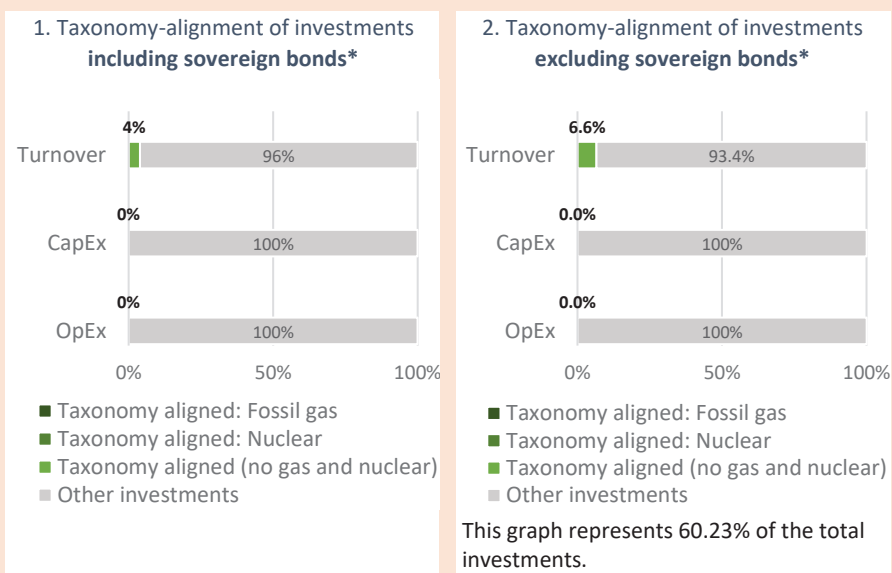 1. Taxonomy-alignment of investments
including sovereign bonds*
4%
Turnover
96%
0%
CapEx
100%
0%
OpEx
100%
0%
50%
100%
Taxonomy aligned: Fossil gas
Taxonomy aligned: Nuclear
Taxonomy aligned (no gas and nuclear)
Other investments
2. Taxonomy-alignment of investments
excluding sovereign bonds*
6.6%
Turnover
93.4%
0.0%
CapEx
100%
0.0%
OpEx
100%
0%
50%
100%
Taxonomy aligned: Fossil gas
Taxonomy aligned: Nuclear
Taxonomy aligned (no gas and nuclear)
Other investments
This graph represents 60.23% of the total
investments.